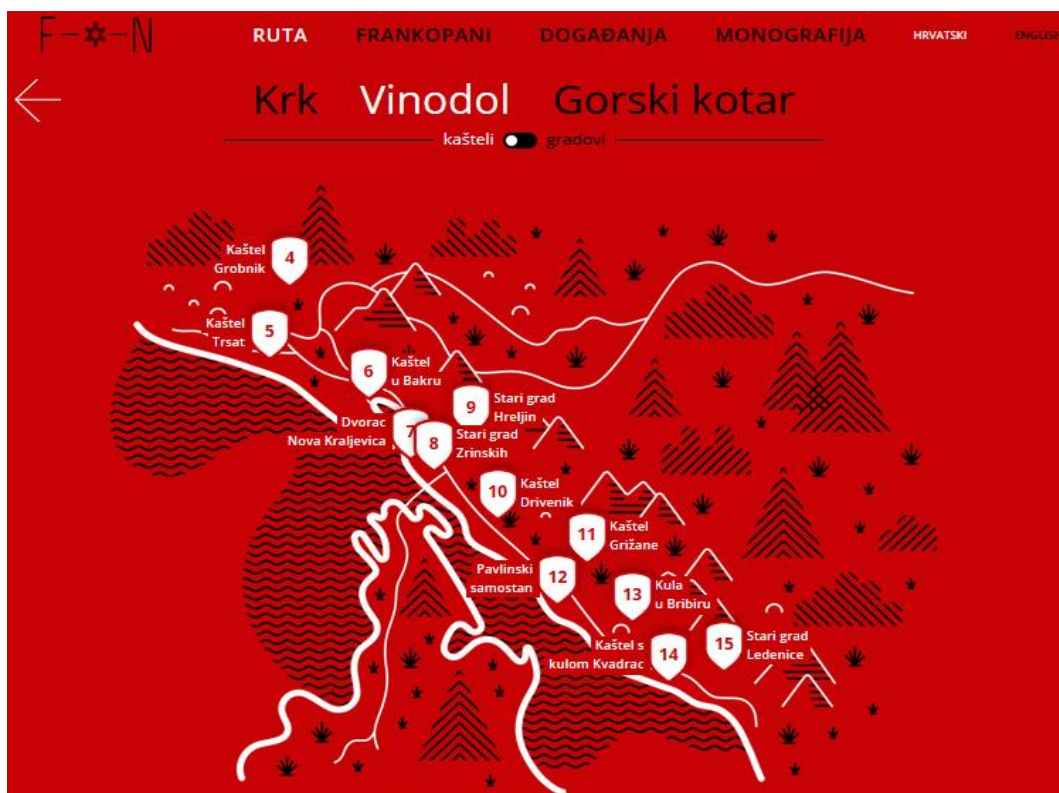 F N
RUTA FRANKOPANI DOGAĐANJA MONOGRAFIJA HRVATSKI ENGLISH
Krk Vinodol Gorski kotar
kašteli gradovi
Kaštel
Grobnik
4
Kaštel
Trsat
5
6
Kaštel
u Bakru
9
Stari grad
Hreljin
Dvorac
Nova Kraljevica
7
8
Stari grad
Zrinskih
10
Kaštel
Drivenik
11
Kaštel
Grižane
Pavlinski
samostan
12
13
Kula
u Bribiru
Kaštel s
kulom Kvadrac
14
15
Stari grad
Ledenice